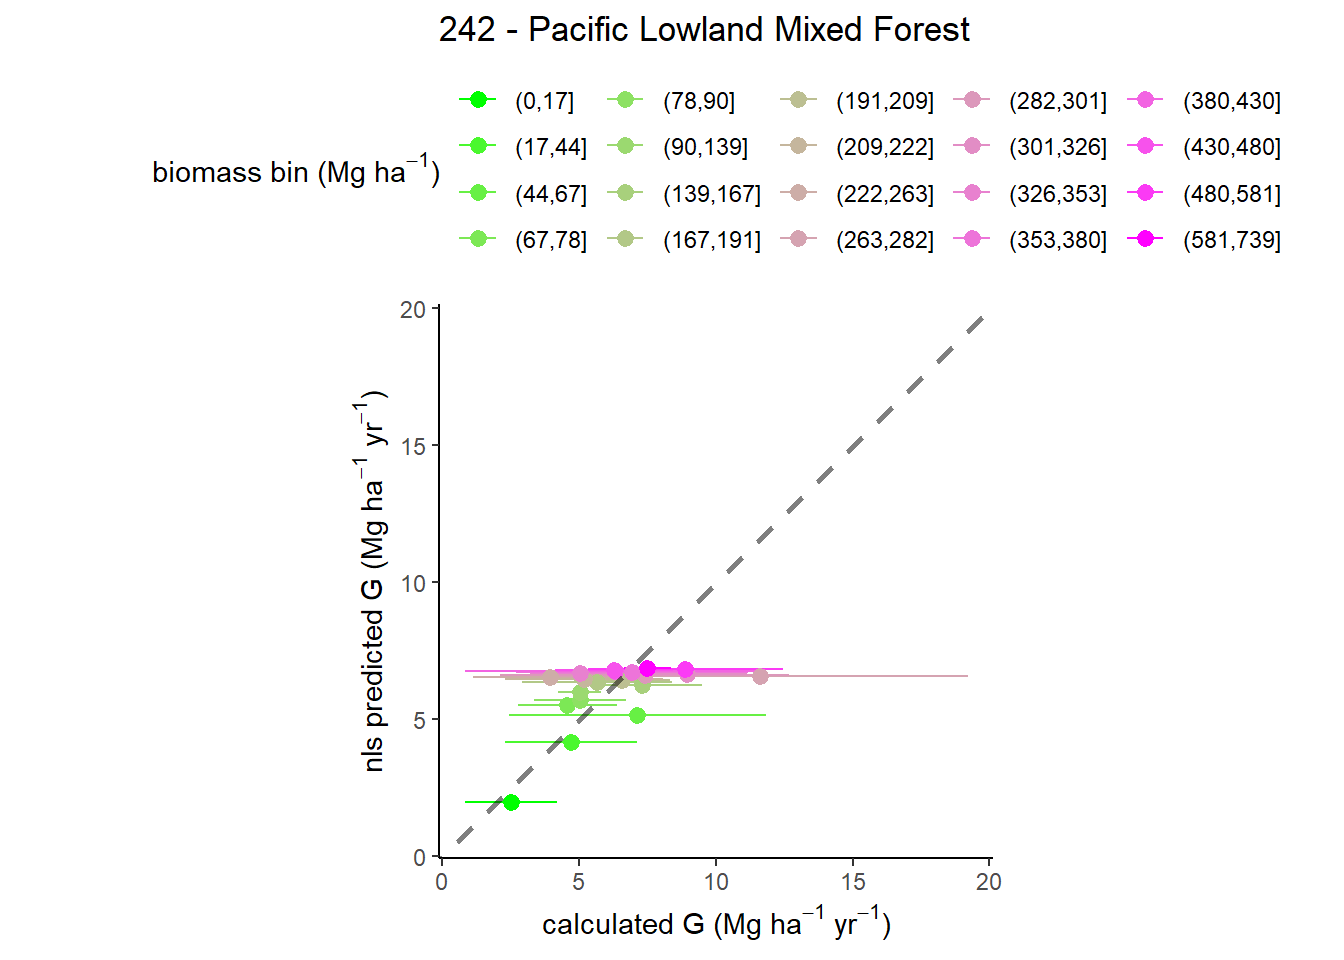 242 - Pacific Lowland Mixed Forest
biomass bin (Mg ha⁻¹)
(0,17] (78,90] (191,209] (282,301] (380,430]
(17,44] (90,139] (209,222] (301,326] (430,480]
(44,67] (139,167] (222,263] (326,353] (480,581]
(67,78] (167,191] (263,282] (353,380] (581,739]
nls predicted G (Mg ha⁻¹ yr⁻¹)
20
15
10
5
0
0 5 10 15 20
calculated G (Mg ha⁻¹ yr⁻¹)